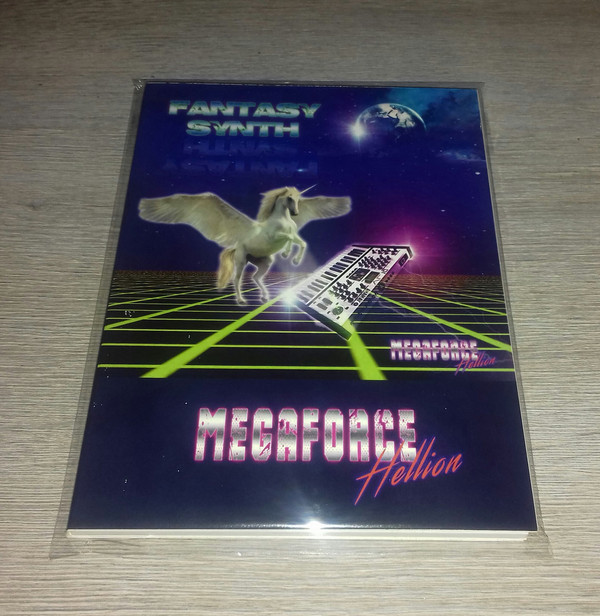 FANTASY
SYNTH
MEGAFORCE
Hellion
MEGAFORCE
Hellion